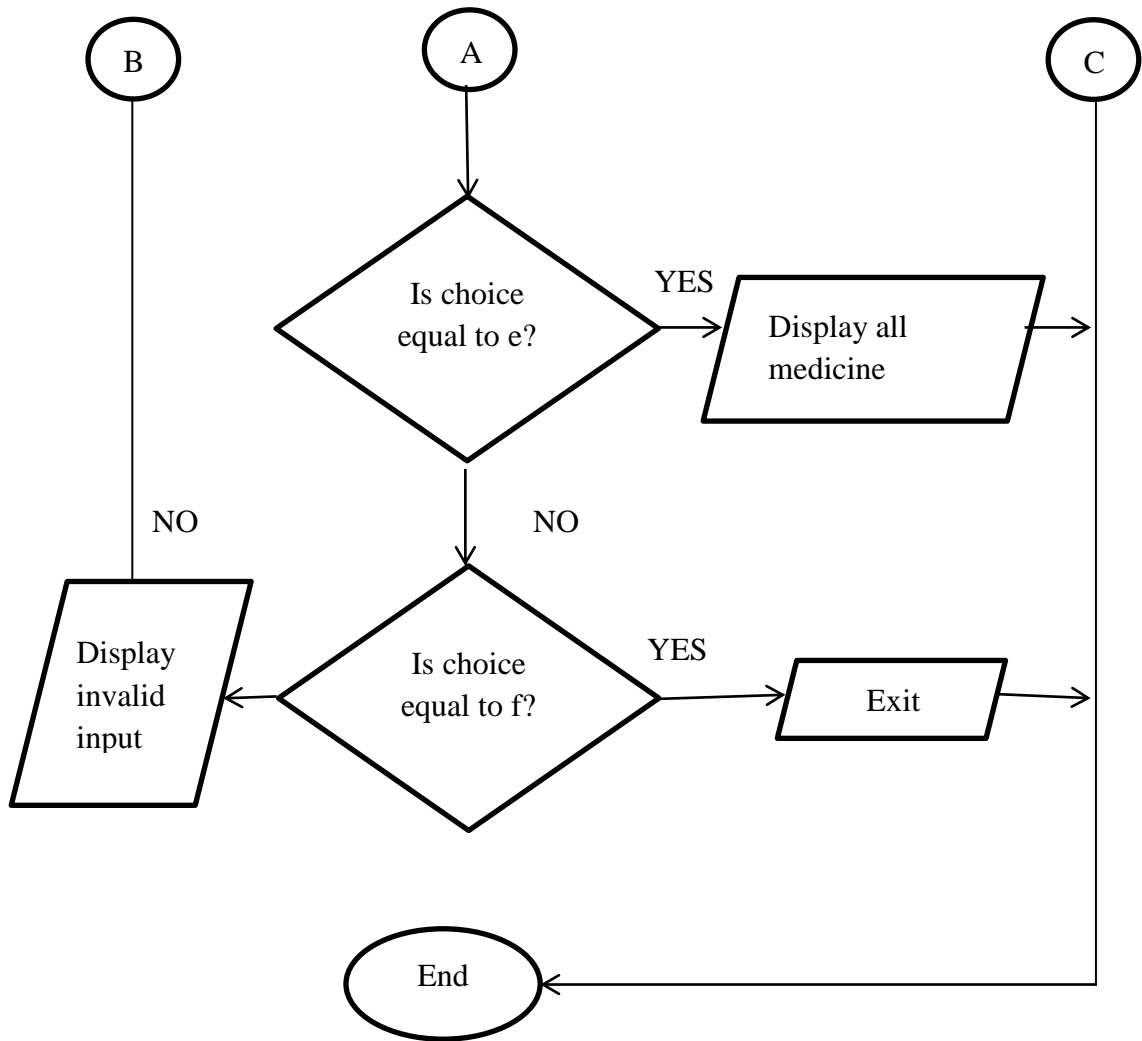 B
A
C
Is choice
equal to e?
YES
Display all
medicine
NO
NO
Display
invalid
input
Is choice
equal to f?
YES
Exit
End